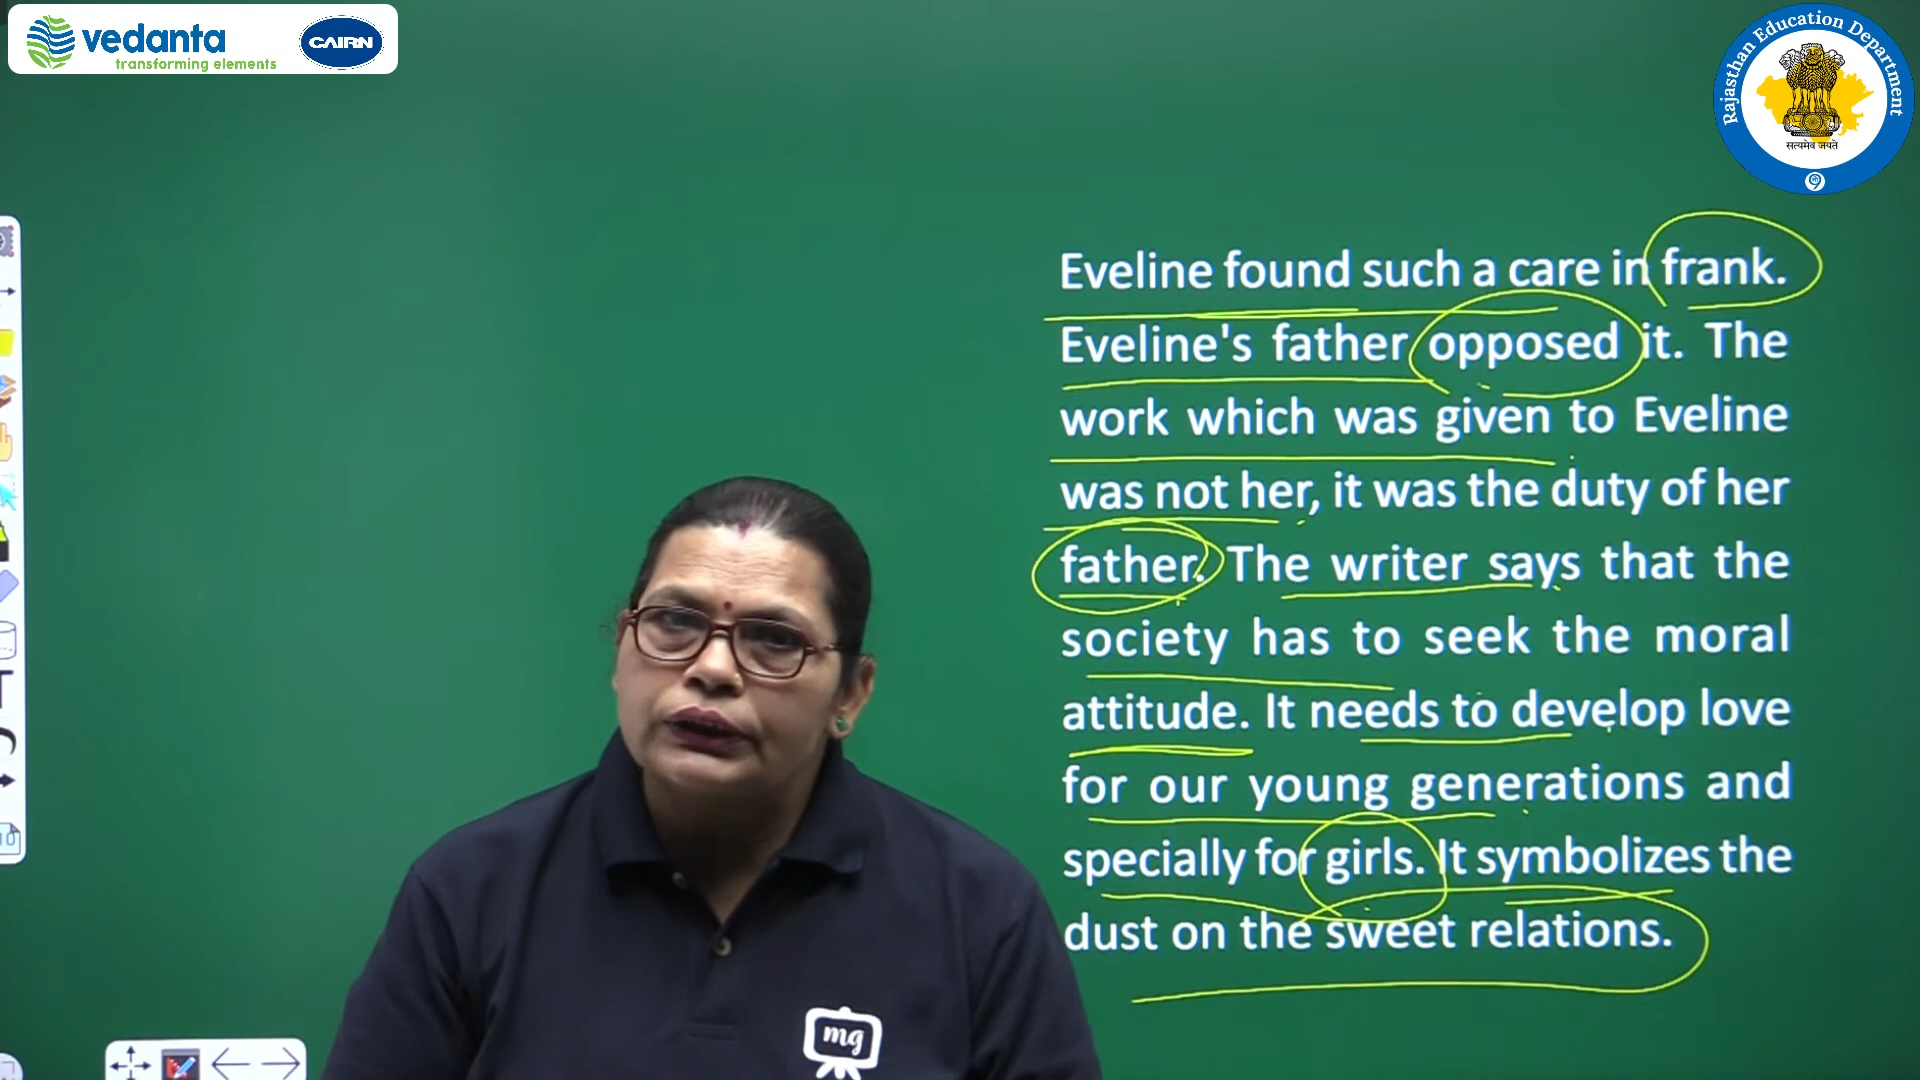 vedanta
transforming elements
CAIRN
Rajasthan Education Department
सत्यमेव जयते
Eveline found such a care in frank.
Eveline's father opposed it. The
work which was given to Eveline
was not her, it was the duty of her
father. The writer says that the
society has to seek the moral
attitude. It needs to develop love
for our young generations and
specially for girls. It symbolizes the
dust on the sweet relations.
mg